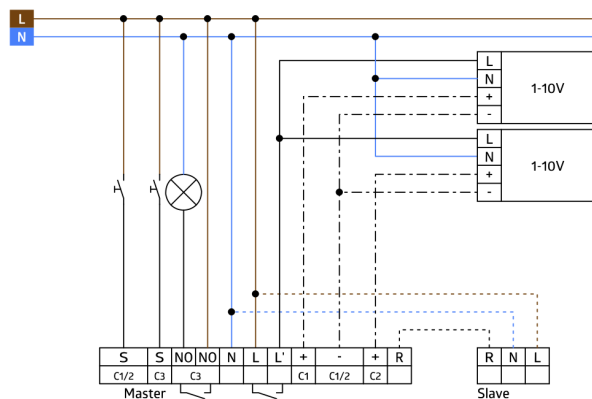 L
N
L
N
+
-
1-10V
L
N
+
-
1-10V
S S NO NO N L L' + - + R
C1/2 C3 C3 C1 C1/2 C2
Master
R N L
Slave